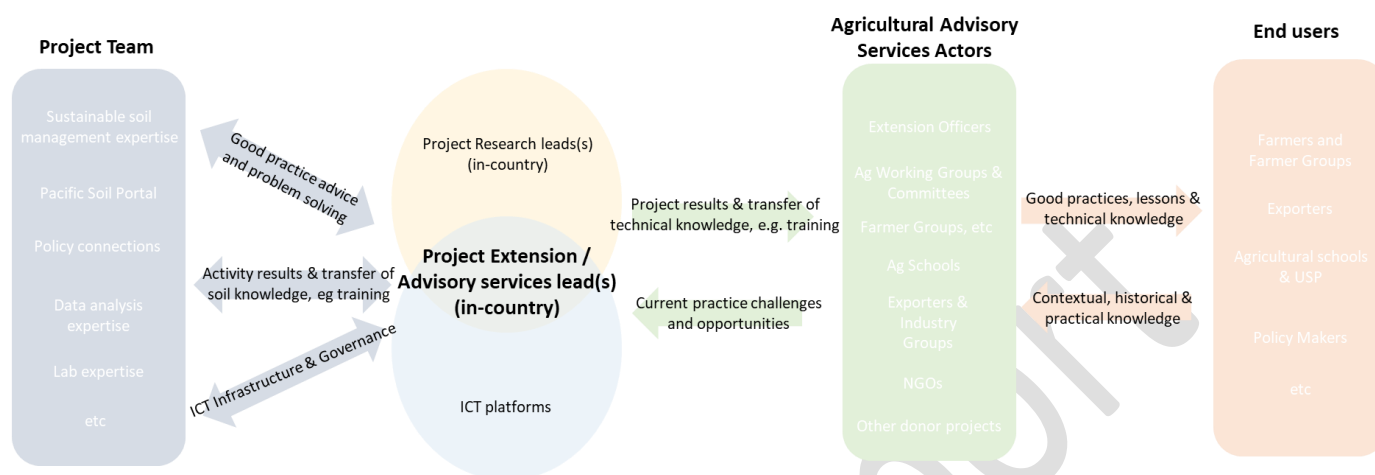 Project Team
Sustainable soil
management expertise
Pacific Soil Portal
Policy connections
Data analysis
expertise
Lab expertise
etc
Good practice advice
and problem solving
Activity results & transfer of
soil knowledge, eg training
ICT Infrastructure & Governance
Project Research leads(s)
(in-country)
Project Extension /
Advisory services lead(s)
(in-country)
ICT platforms
Project results & transfer of
technical knowledge, e.g. training
Current practice challenges
and opportunities
Agricultural Advisory
Services Actors
Extension Officers
Ag Working Groups &
Committees
Farmer Groups, etc
Ag Schools
Exporters &
Industry
Groups
NGOs
Other donor projects
Good practices, lessons &
technical knowledge
Contextual, historical &
practical knowledge
End users
Farmers and
Farmer Groups
Exporters
Agricultural schools
& USP
Policy Makers
etc